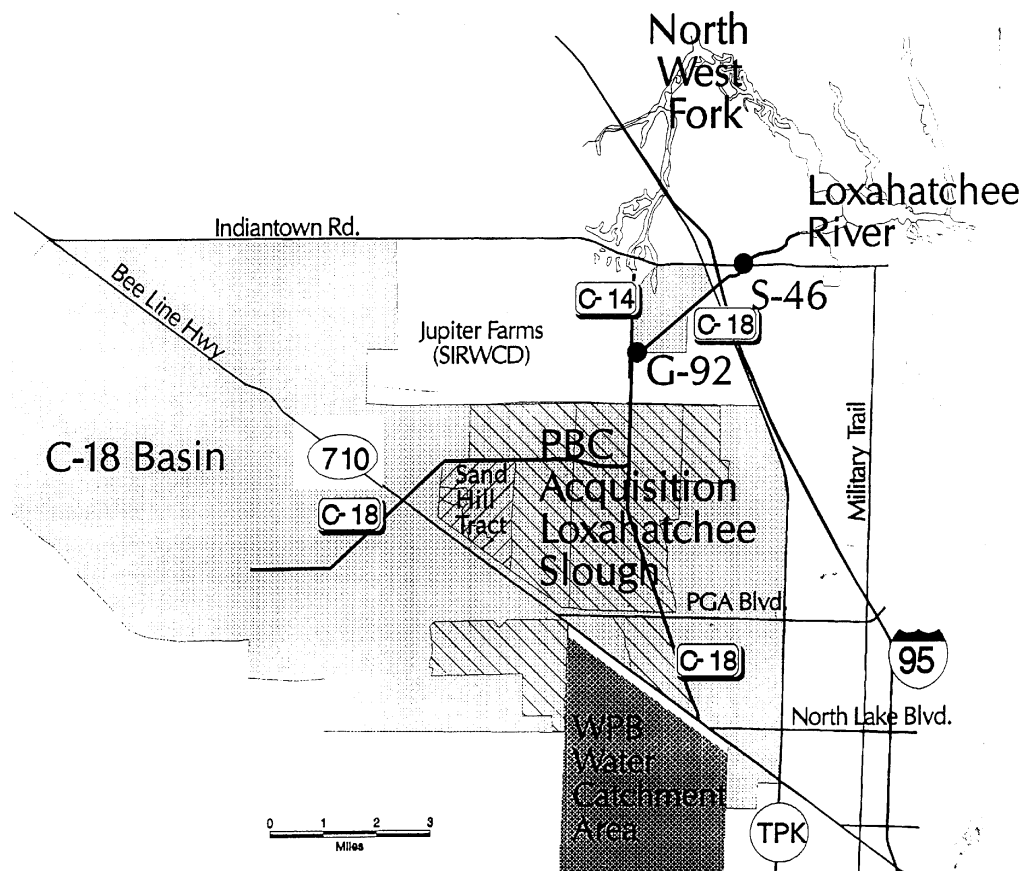 North
West
Fork
Loxahatchee
River
Indiantown Rd.
Bee Line Hwy
C-14
S-46
C-18
Jupiter Farms
(SIRWCD)
G-92
Military Trail
C-18 Basin
710
PBC
Acquisition
Loxahatchee
Slough
Sand
Hill
Tract
C-18
PGA Blvd.
C-18
95
North Lake Blvd.
WPB
Water
Catchment
Area
0 1 2 3
Miles
TPK